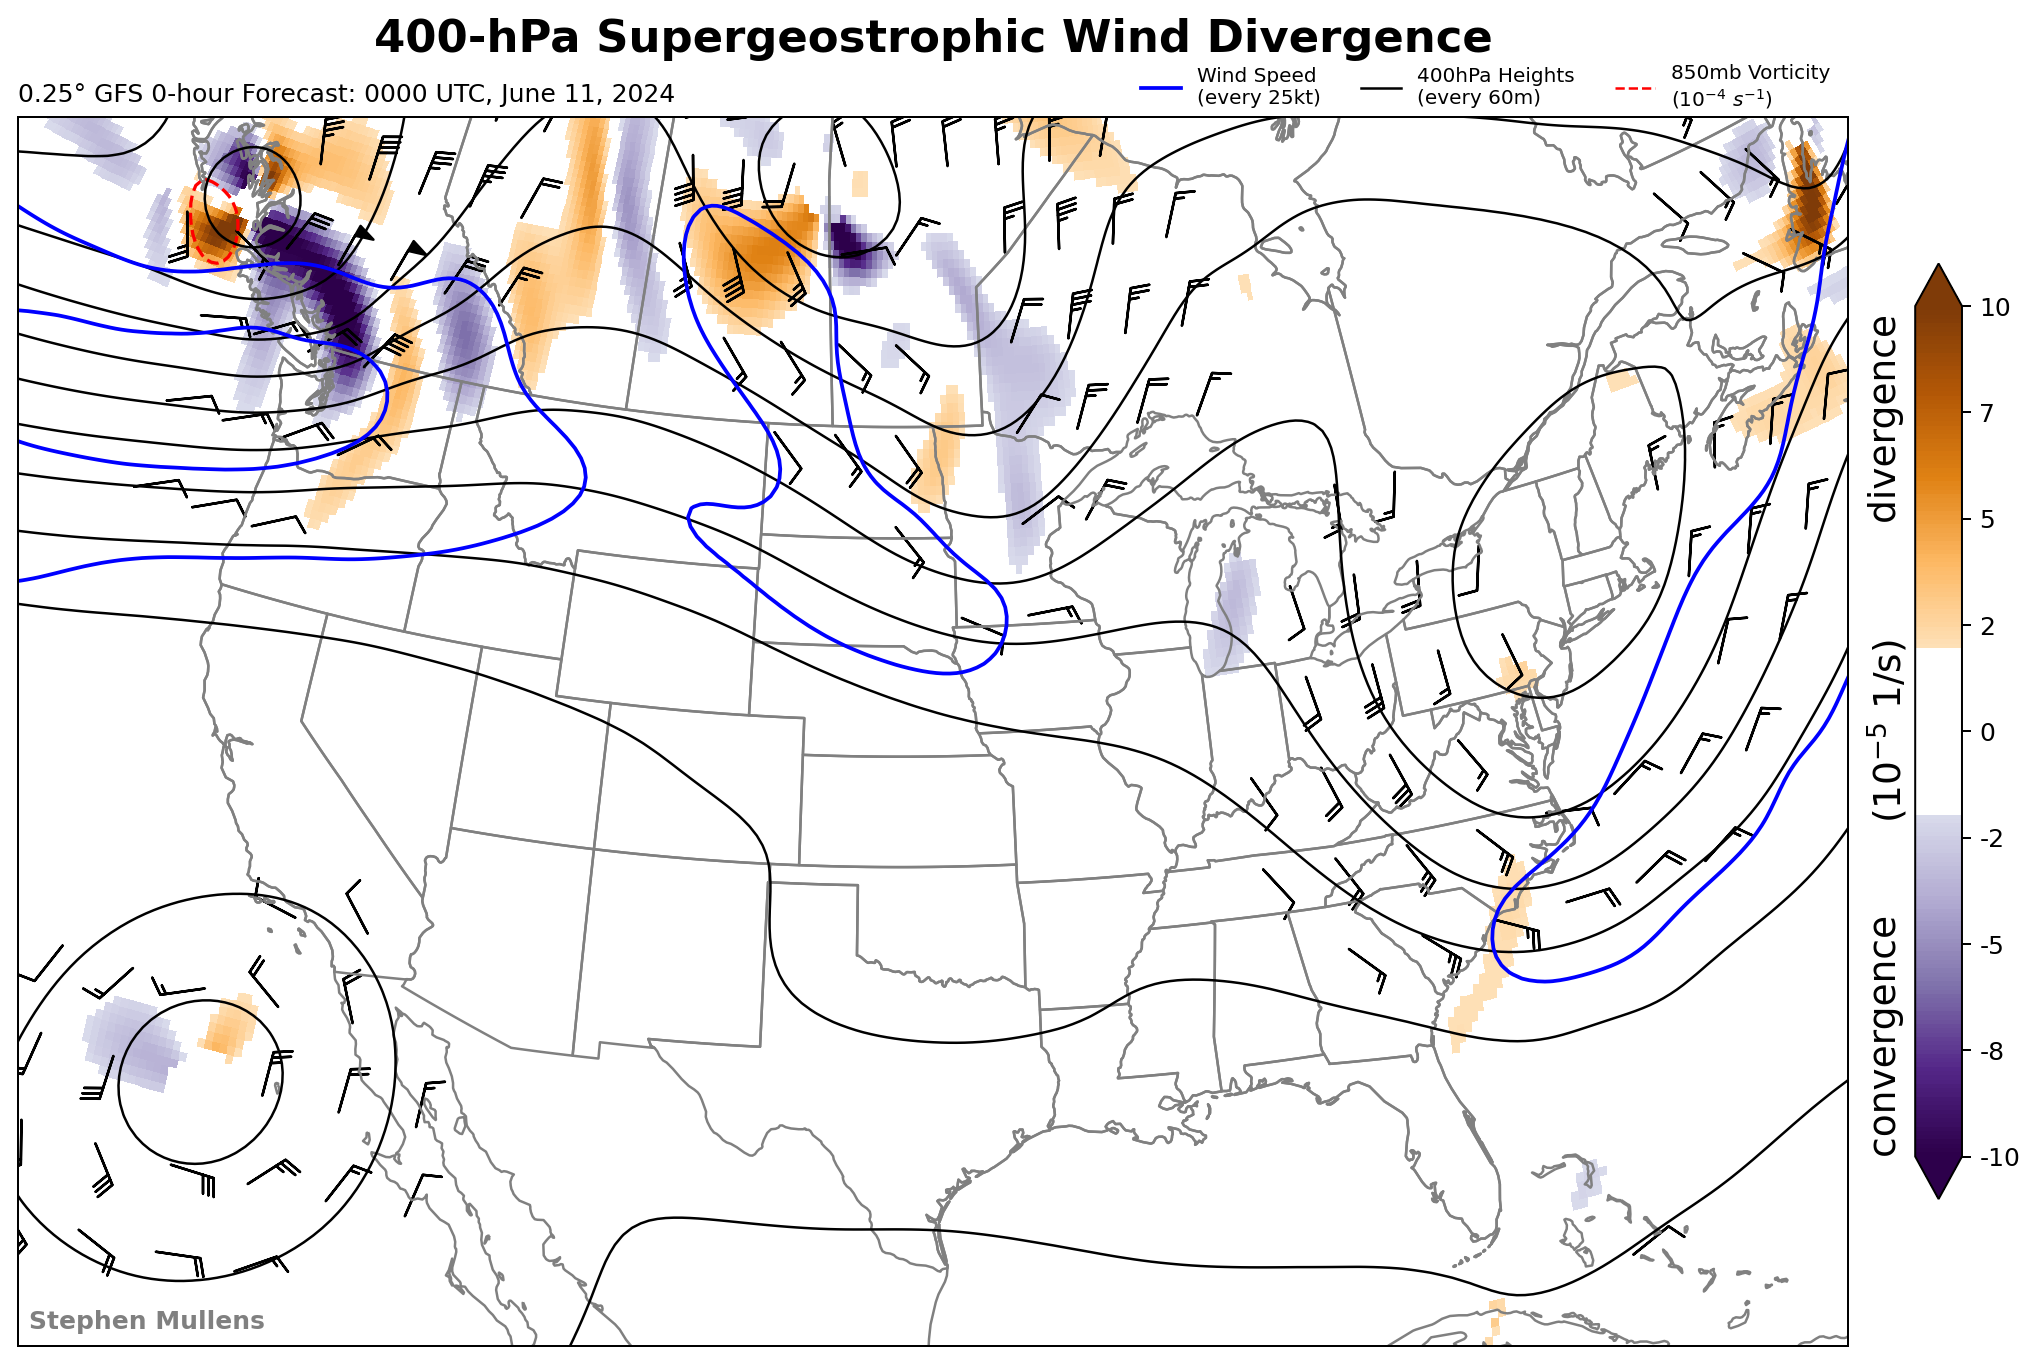 400-hPa Supergeostrophic Wind Divergence
0.25° GFS 0-hour Forecast: 0000 UTC, June 11, 2024
Wind Speed
(every 25kt)
400hPa Heights
(every 60m)
850mb Vorticity
(10⁻⁴ s⁻¹)
10
7
5
2
0
-2
-5
-8
-10
convergence (10⁻⁵ 1/s) divergence
Stephen Mullens